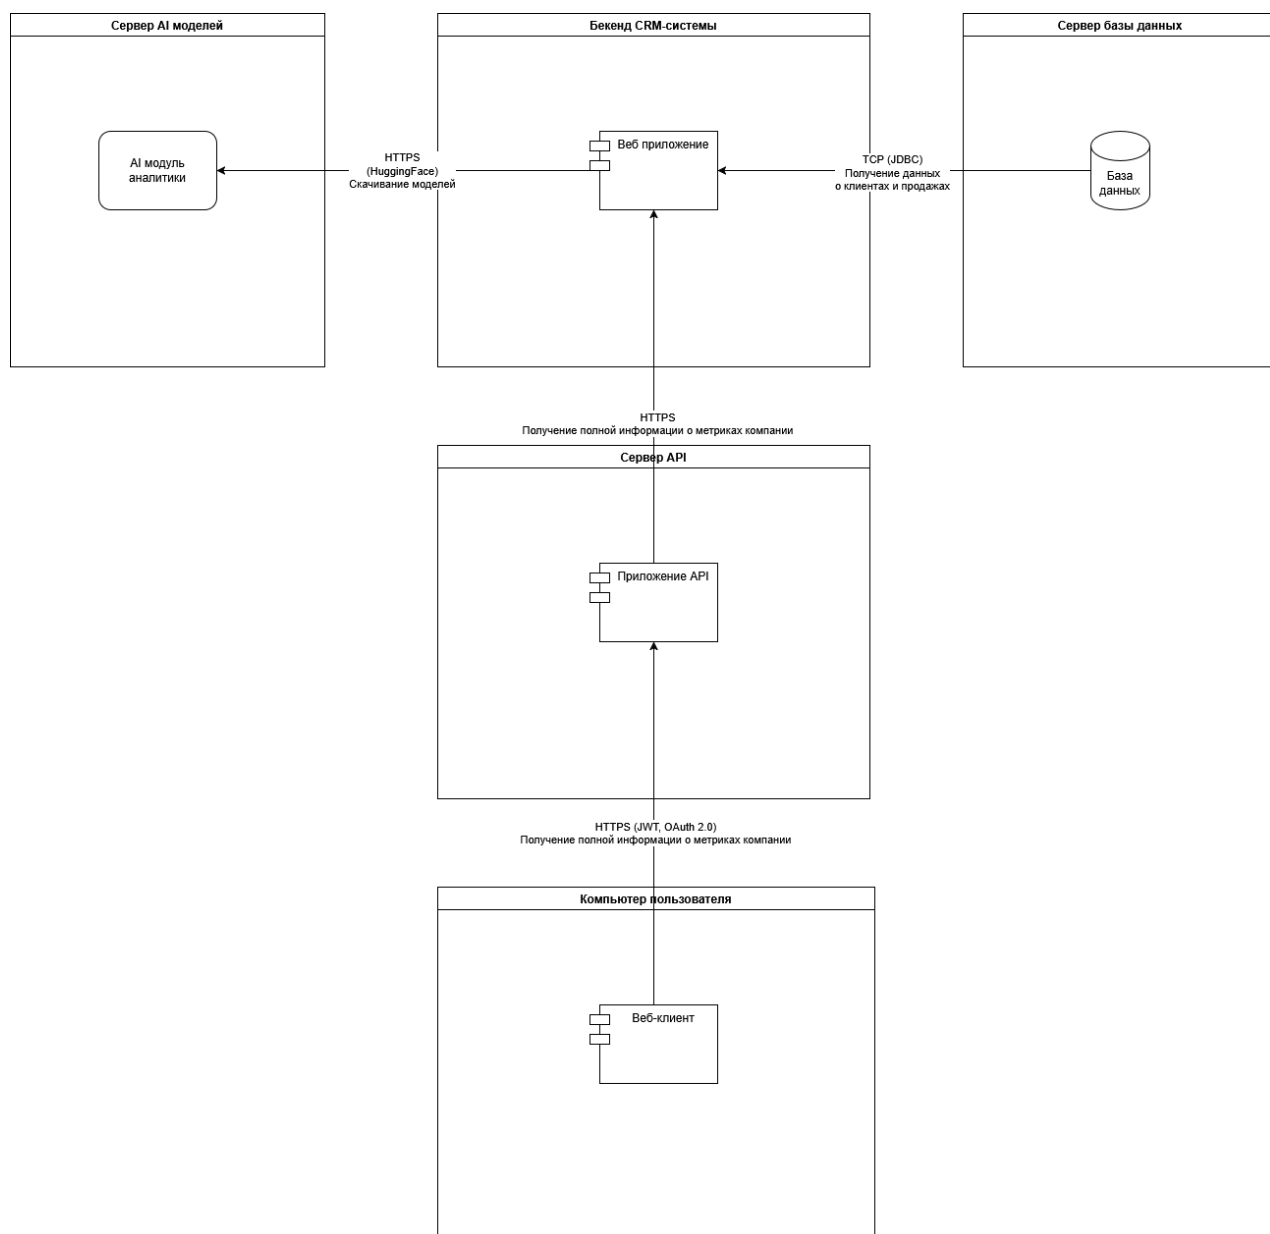 Сервер AI моделей
Бекенд CRM-системы
Сервер базы данных
AI модуль
аналитики
HTTPS
(HuggingFace)
Скачивание моделей
Веб приложение
TCP (JDBC)
Получение данных
о клиентах и продажах
База
данных
HTTPS
Получение полной информации о метриках компании
Сервер API
Приложение API
HTTPS (JWT, OAuth 2.0)
Получение полной информации о метриках компании
Компьютер пользователя
Веб-клиент